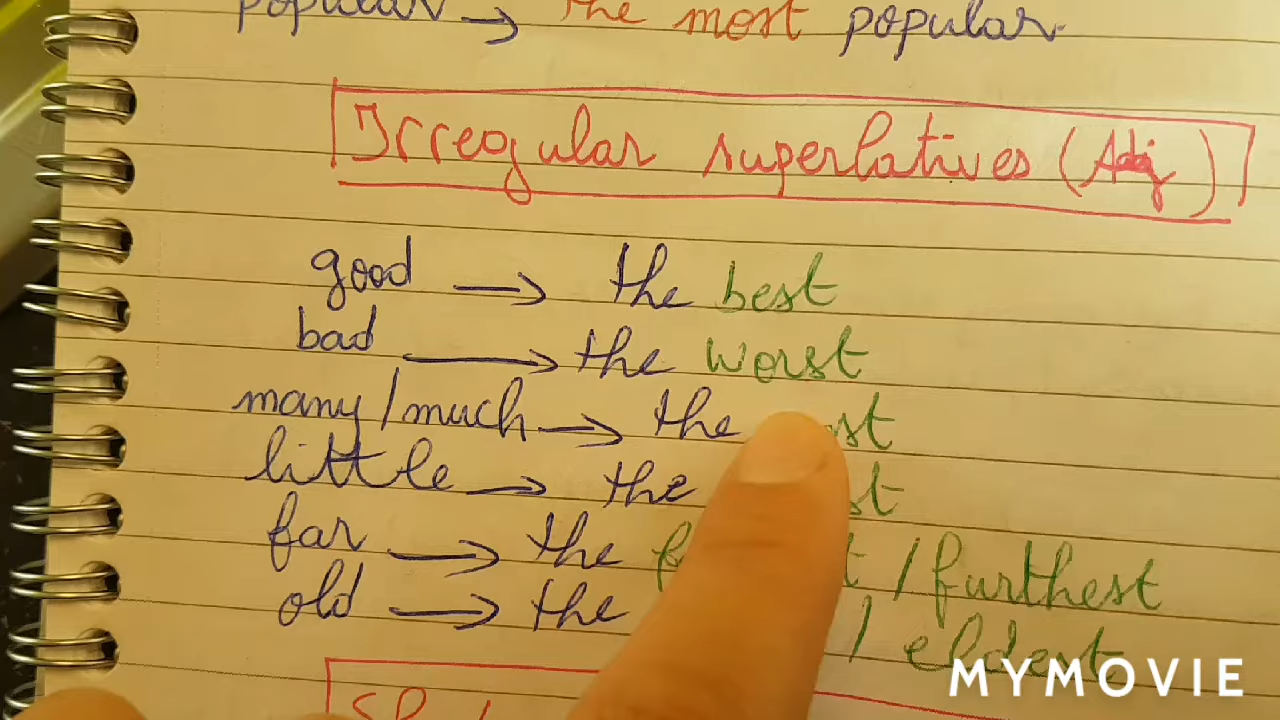 popular → the most popular
Irregular superlatives (Adj)
good → the best
bad → the worst
many/much → the
little → the
far → the / furthest
old → the / eldest
MYMOVIE